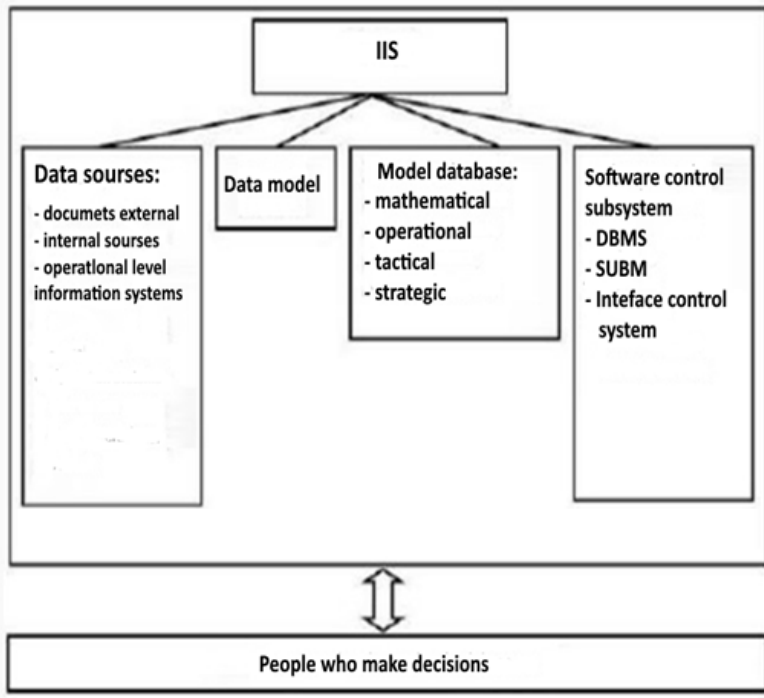 IIS
Data sourses:
- documets external
- internal sourses
- operatlonal level
information systems
Data model
Model database:
- mathematical
- operational
- tactical
- strategic
Software control
subsystem
- DBMS
- SUBM
- Inteface control
system
People who make decisions